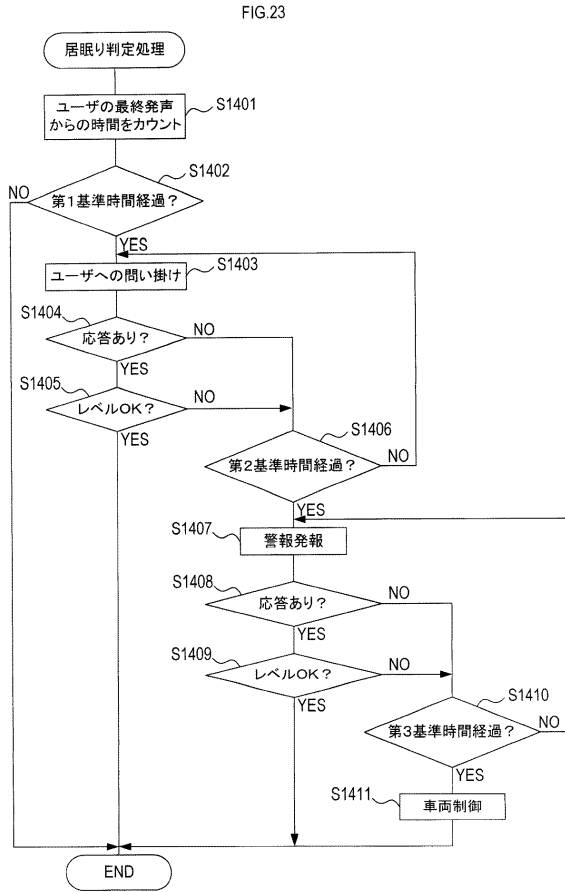 FIG.23
居眠り判定処理
ユーザの最終発声
からの時間をカウント
S1401
S1402
NO
第1基準時間経過?
YES
S1403
ユーザへの問い掛け
S1404
応答あり?
NO
YES
S1405
レベルOK?
NO
YES
S1406
第2基準時間経過?
NO
YES
S1407
警報発報
S1408
応答あり?
NO
YES
S1409
レベルOK?
NO
YES
S1410
第3基準時間経過?
NO
YES
S1411
車両制御
END